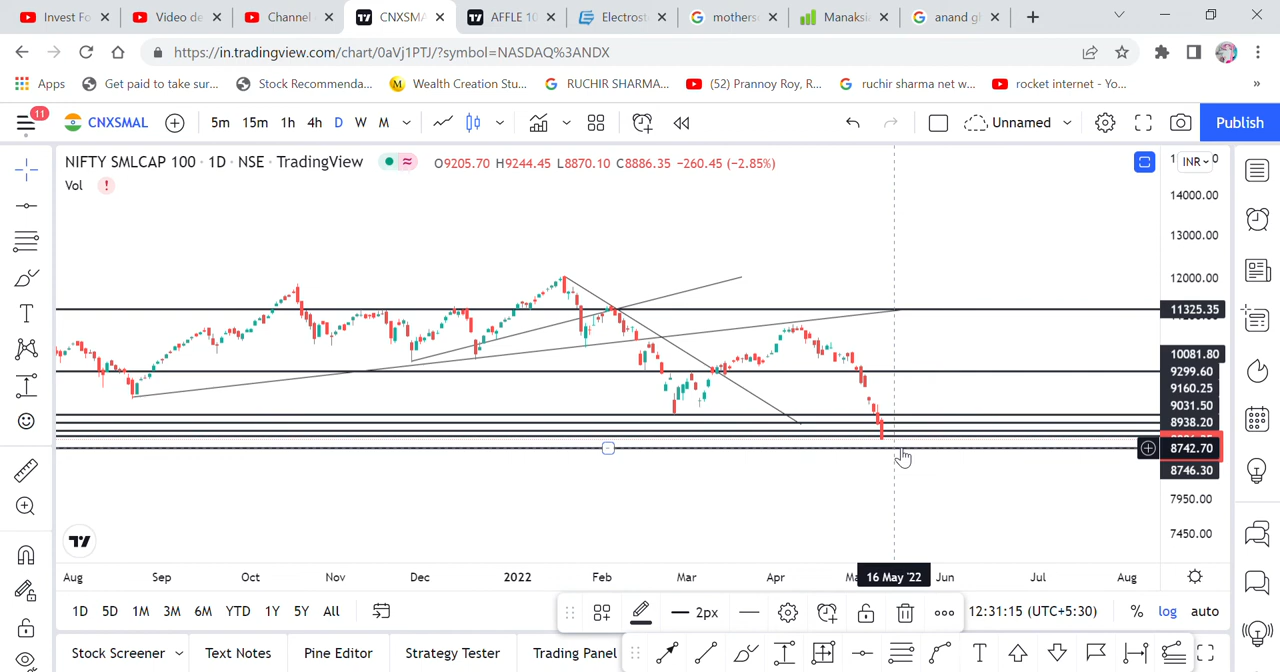 Invest Fo
Video de
Channel
CNXSMA
AFFLE 10
Electrost
motherso
Manaksia
anand gh
https://in.tradingview.com/chart/0aVj1PTJ/?symbol=NASDAQ%3ANDX
Apps
Get paid to take sur...
Stock Recommenda...
M
Wealth Creation Stu...
RUCHIR SHARMA...
(52) Prannoy Roy, R...
ruchir sharma net w...
rocket internet - Yo...
»
11
CNXSMAL
5m
15m
1h
4h
D
W
M
Unnamed
Publish
NIFTY SMLCAP 100 · 1D · NSE · TradingView
O9205.70 H9244.45 L8870.10 C8886.35 −260.45 (−2.85%)
INR
Vol
!
14000.00
13000.00
12000.00
11325.35
10081.80
9299.60
9160.25
9031.50
8938.20
8742.70
8746.30
7950.00
7450.00
Aug
Sep
Oct
Nov
Dec
2022
Feb
Mar
Apr
16 May '22
Jun
Jul
Aug
1D
5D
1M
3M
6M
YTD
1Y
5Y
All
2px
12:31:15 (UTC+5:30)
%
log
auto
Stock Screener
Text Notes
Pine Editor
Strategy Tester
Trading Panel